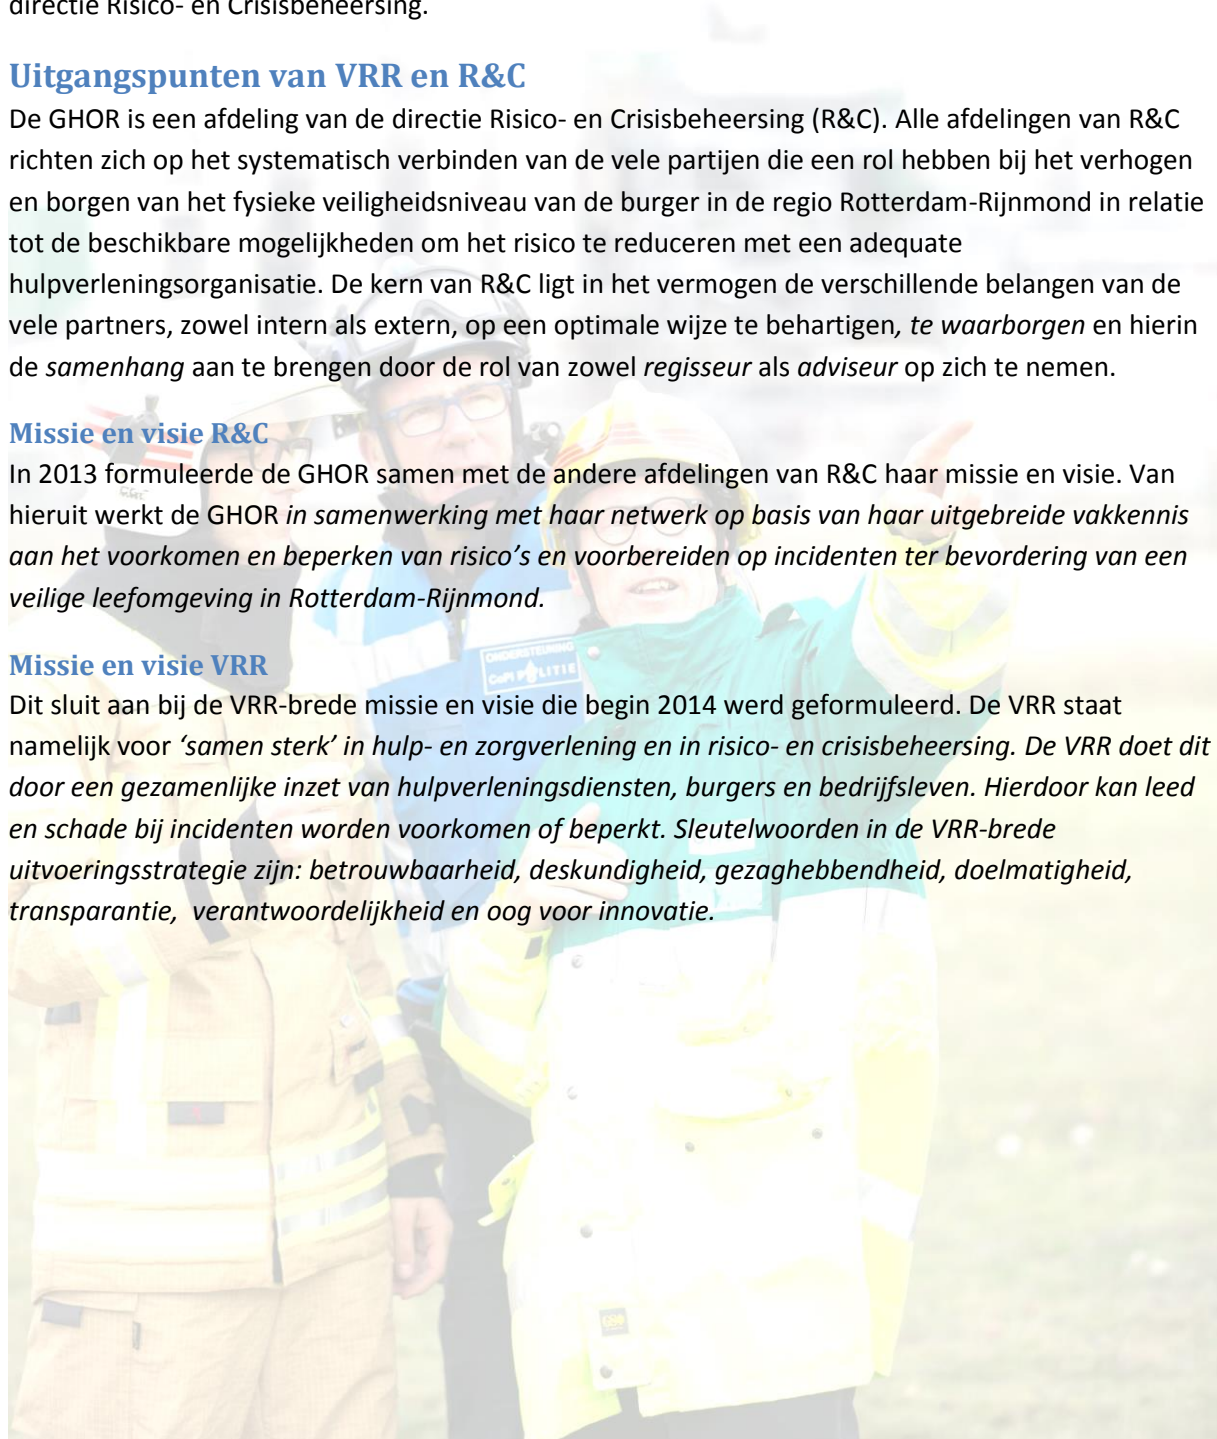 directie Risico- en Crisisbeheersing.
Uitgangspunten van VRR en R&C
De GHOR is een afdeling van de directie Risico- en Crisisbeheersing (R&C). Alle afdelingen van R&C
richten zich op het systematisch verbinden van de vele partijen die een rol hebben bij het verhogen
en borgen van het fysieke veiligheidsniveau van de burger in de regio Rotterdam-Rijnmond in relatie
tot de beschikbare mogelijkheden om het risico te reduceren met een adequate
hulpverleningsorganisatie. De kern van R&C ligt in het vermogen de verschillende belangen van de
vele partners, zowel intern als extern, op een optimale wijze te behartigen, te waarborgen en hierin
de samenhang aan te brengen door de rol van zowel regisseur als adviseur op zich te nemen.
Missie en visie R&C
In 2013 formuleerde de GHOR samen met de andere afdelingen van R&C haar missie en visie. Van
hieruit werkt de GHOR in samenwerking met haar netwerk op basis van haar uitgebreide vakkennis
aan het voorkomen en beperken van risico's en voorbereiden op incidenten ter bevordering van een
veilige leefomgeving in Rotterdam-Rijnmond.
Missie en visie VRR
Dit sluit aan bij de VRR-brede missie en visie die begin 2014 werd geformuleerd. De VRR staat
namelijk voor ‘samen sterk’ in hulp- en zorgverlening en in risico- en crisisbeheersing. De VRR doet dit
door een gezamenlijke inzet van hulpverleningsdiensten, burgers en bedrijfsleven. Hierdoor kan leed
en schade bij incidenten worden voorkomen of beperkt. Sleutelwoorden in de VRR-brede
uitvoeringsstrategie zijn: betrouwbaarheid, deskundigheid, gezaghebbendheid, doelmatigheid,
transparantie, verantwoordelijkheid en oog voor innovatie.
ONDERSTEUNING
CoPI POLITIE